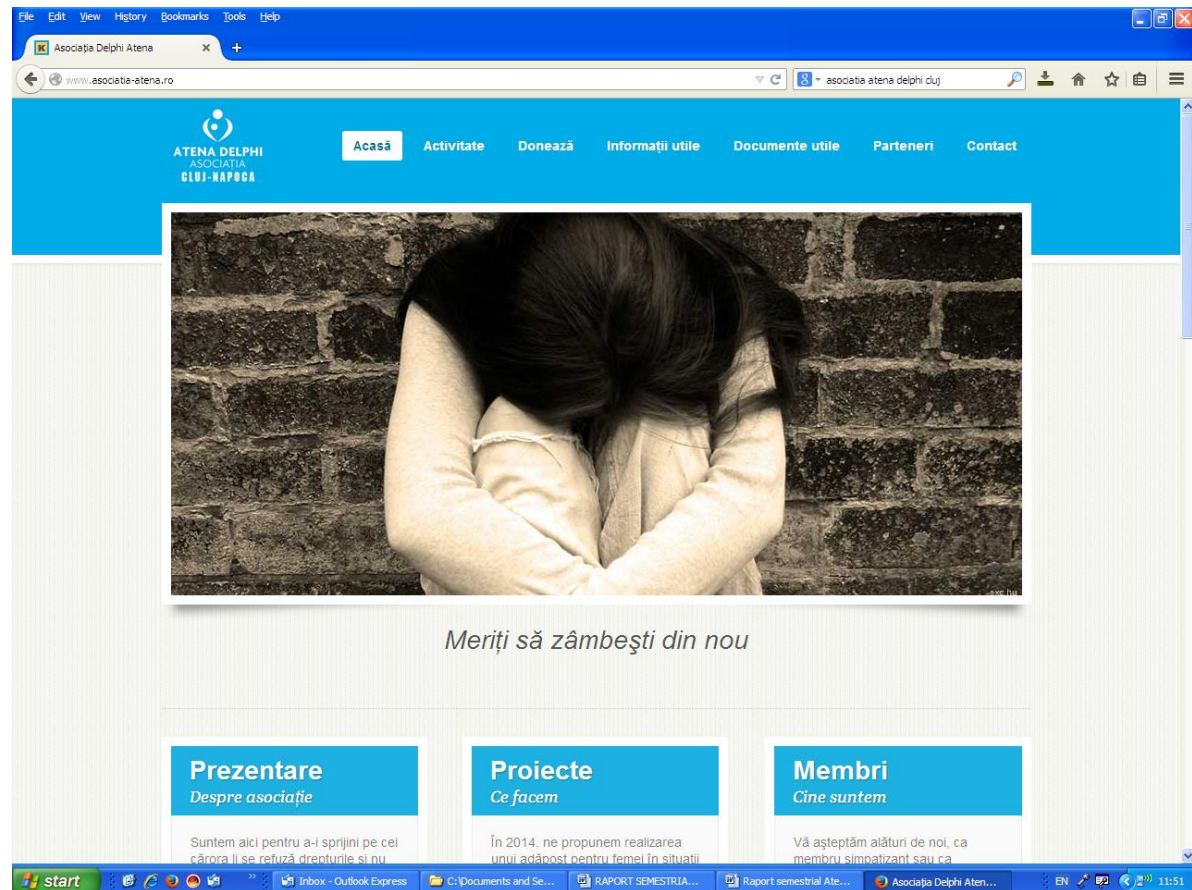 File Edit View History Bookmarks Tools Help
Asociația Delphi Atena
www.asociatia-atena.ro
asociatia atena delphi cluj
ATENA DELPHI
ASOCIAȚIA
CLUJ-NAPOCA
Acasă Activitate Donează Informații utile Documente utile Parteneri Contact
sxc.hu
Meriți să zâmbeşti din nou
Prezentare
Despre asociație
Suntem aici pentru a-i sprijini pe cei
cărora li se refuză drepturile și nu
Proiecte
Ce facem
În 2014, ne propunem realizarea
unui adăpost pentru femei în situații
Membri
Cine suntem
Vă așteptăm alături de noi, ca
membru simpatizant sau ca
start Inbox - Outlook Express C:\Documents and Se... RAPORT SEMESTRIA... Raport semestrial Ate... Asociația Delphi Aten... EN 11:51